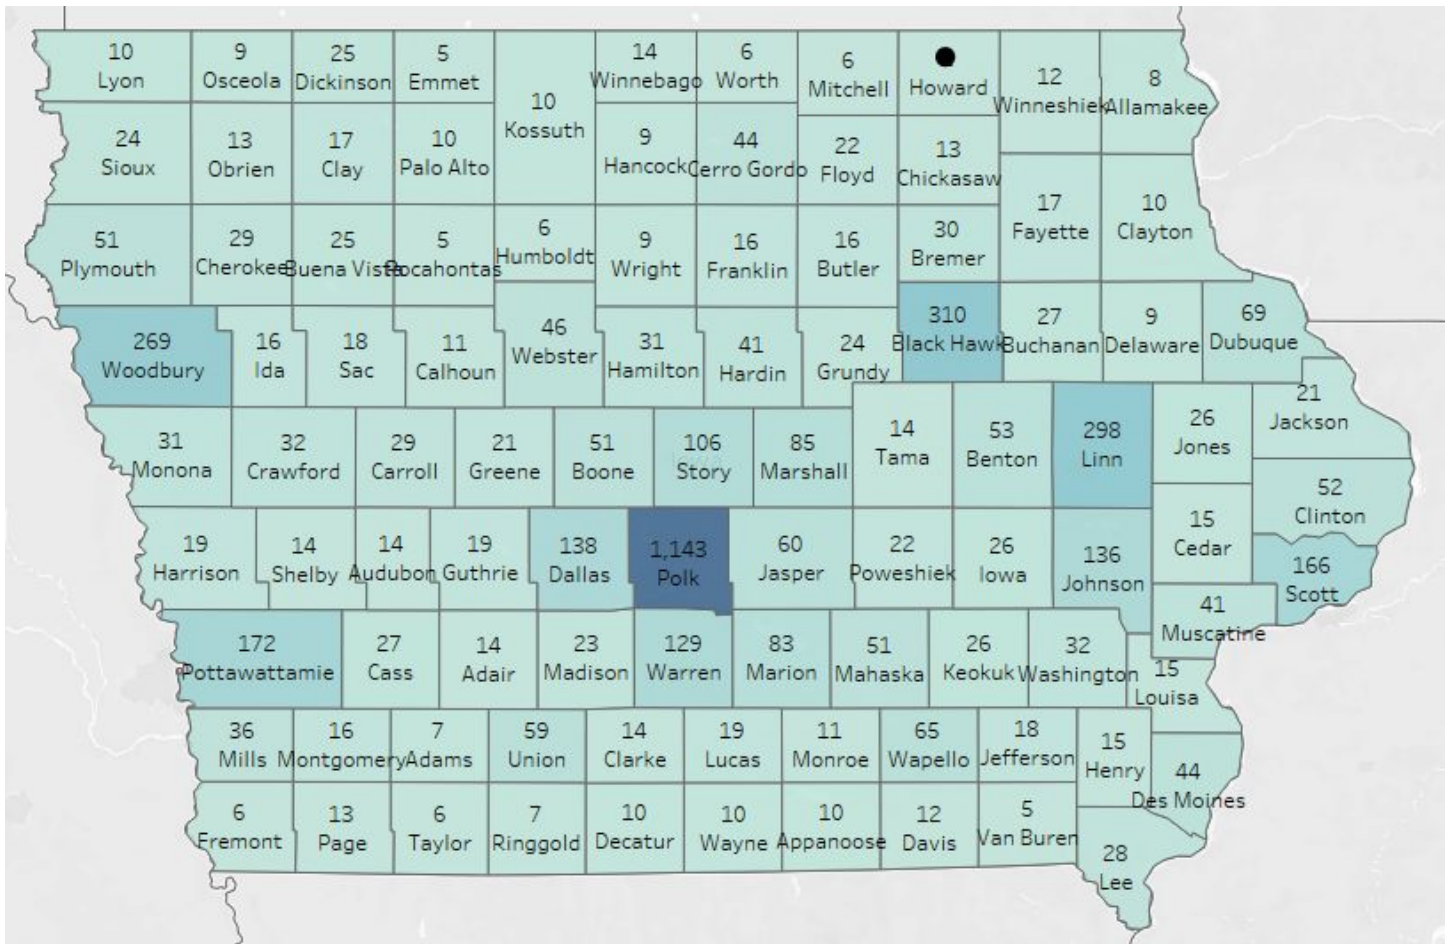 10
Lyon
9
Osceola
25
Dickinson
5
Emmet
10
Kossuth
14
Winnebago
6
Worth
6
Mitchell
Howard
12
Winneshiek
8
Allamakee
24
Sioux
13
Obrien
17
Clay
10
Palo Alto
9
Hancock
44
Cerro Gordo
22
Floyd
13
Chickasaw
17
Fayette
10
Clayton
51
Plymouth
29
Cherokee
25
Buena Vista
5
Pocahontas
6
Humboldt
9
Wright
16
Franklin
16
Butler
30
Bremer
269
Woodbury
16
Ida
18
Sac
11
Calhoun
46
Webster
31
Hamilton
41
Hardin
24
Grundy
310
Black Hawk
27
Buchanan
9
Delaware
69
Dubuque
31
Monona
32
Crawford
29
Carroll
21
Greene
51
Boone
106
Story
85
Marshall
14
Tama
53
Benton
298
Linn
26
Jones
21
Jackson
52
Clinton
19
Harrison
14
Shelby
14
Audubon
19
Guthrie
138
Dallas
1,143
Polk
60
Jasper
22
Poweshiek
26
Iowa
136
Johnson
15
Cedar
166
Scott
41
Muscatine
172
Pottawattamie
27
Cass
14
Adair
23
Madison
129
Warren
83
Marion
51
Mahaska
26
Keokuk
32
Washington
15
Louisa
36
Mills
16
Montgomery
7
Adams
59
Union
14
Clarke
19
Lucas
11
Monroe
65
Wapello
18
Jefferson
15
Henry
44
Des Moines
6
Fremont
13
Page
6
Taylor
7
Ringgold
10
Decatur
10
Wayne
10
Appanoose
12
Davis
5
Van Buren
28
Lee